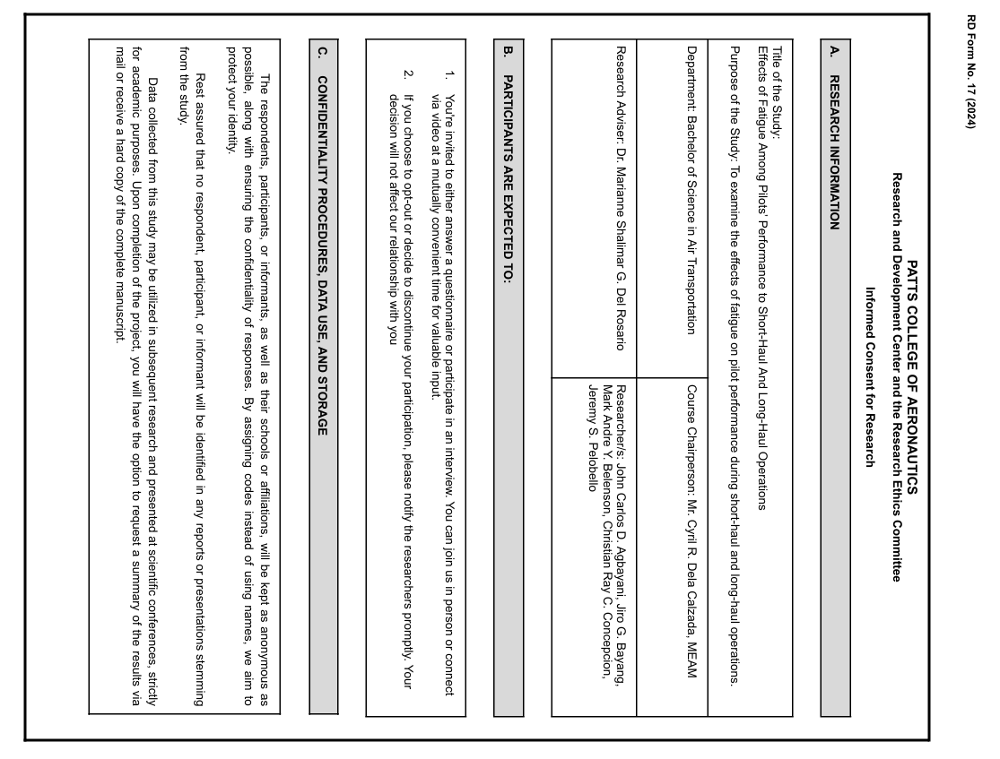 RD Form No. 17 (2024)
PATTS COLLEGE OF AERONAUTICS
Research and Development Center and the Research Ethics Committee
Informed Consent for Research
A. RESEARCH INFORMATION
Title of the Study:
Effects of Fatigue Among Pilots' Performance to Short-Haul And Long-Haul Operations
Purpose of the Study: To examine the effects of fatigue on pilot performance during short-haul and long-haul operations.
Department: Bachelor of Science in Air Transportation
Course Chairperson: Mr. Cyril R. Dela Calzada, MEAM
Research Adviser: Dr. Marianne Shalimar G. Del Rosario
Researcher/s: John Carlos D. Agbayani, Jiro G. Bayang,
Mark Andre Y. Belenson, Christian Ray C. Concepcion,
Jeremy S. Pelobello
B. PARTICIPANTS ARE EXPECTED TO:
1. You're invited to either answer a questionnaire or participate in an interview. You can join us in person or connect
via video at a mutually convenient time for valuable input.
2. If you choose to opt-out or decide to discontinue your participation, please notify the researchers promptly. Your
decision will not affect our relationship with you
C. CONFIDENTIALITY PROCEDURES, DATA USE, AND STORAGE
The respondents, participants, or informants, as well as their schools or affiliations, will be kept as anonymous as
possible, along with ensuring the confidentiality of responses. By assigning codes instead of using names, we aim to
protect your identity.
Rest assured that no respondent, participant, or informant will be identified in any reports or presentations stemming
from the study.
Data collected from this study may be utilized in subsequent research and presented at scientific conferences, strictly
for academic purposes. Upon completion of the project, you will have the option to request a summary of the results via
mail or receive a hard copy of the complete manuscript.